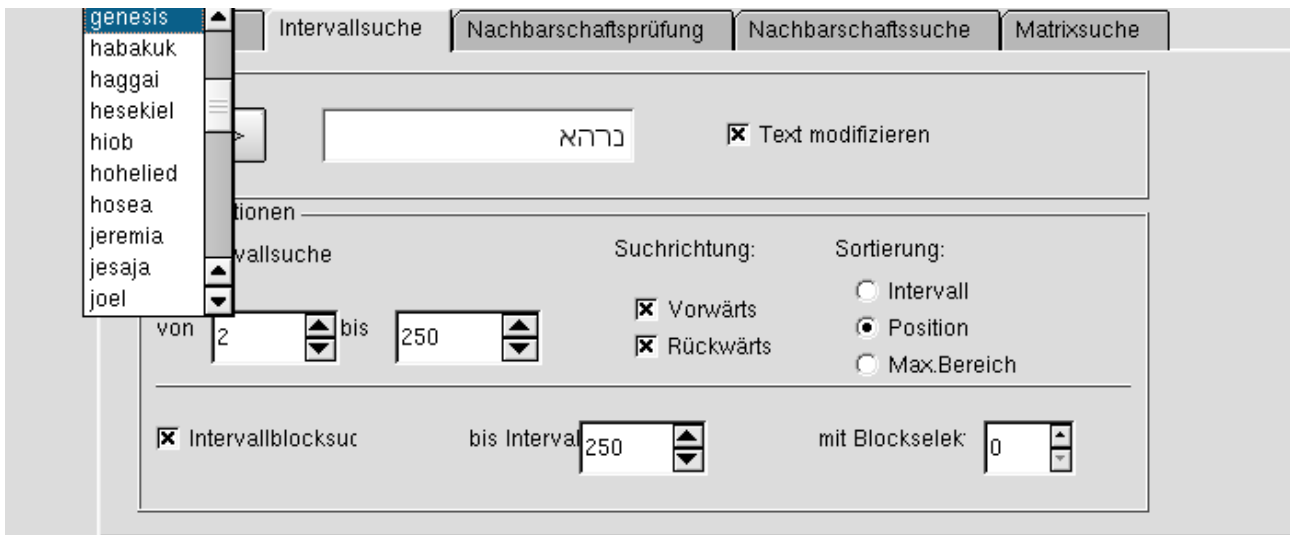 genesis
habakuk
haggai
hesekiel
hiob
hohelied
hosea
jeremia
jesaja
joel
Intervallsuche
Nachbarschaftsprüfung
Nachbarschaftssuche
Matrixsuche
>
נרהא
Text modifizieren
tionen
vallsuche
Suchrichtung:
Sortierung:
von 2 bis 250
Vorwärts
Rückwärts
Intervall
Position
Max.Bereich
Intervallblocksuc
bis Interval 250
mit Blockselek 0